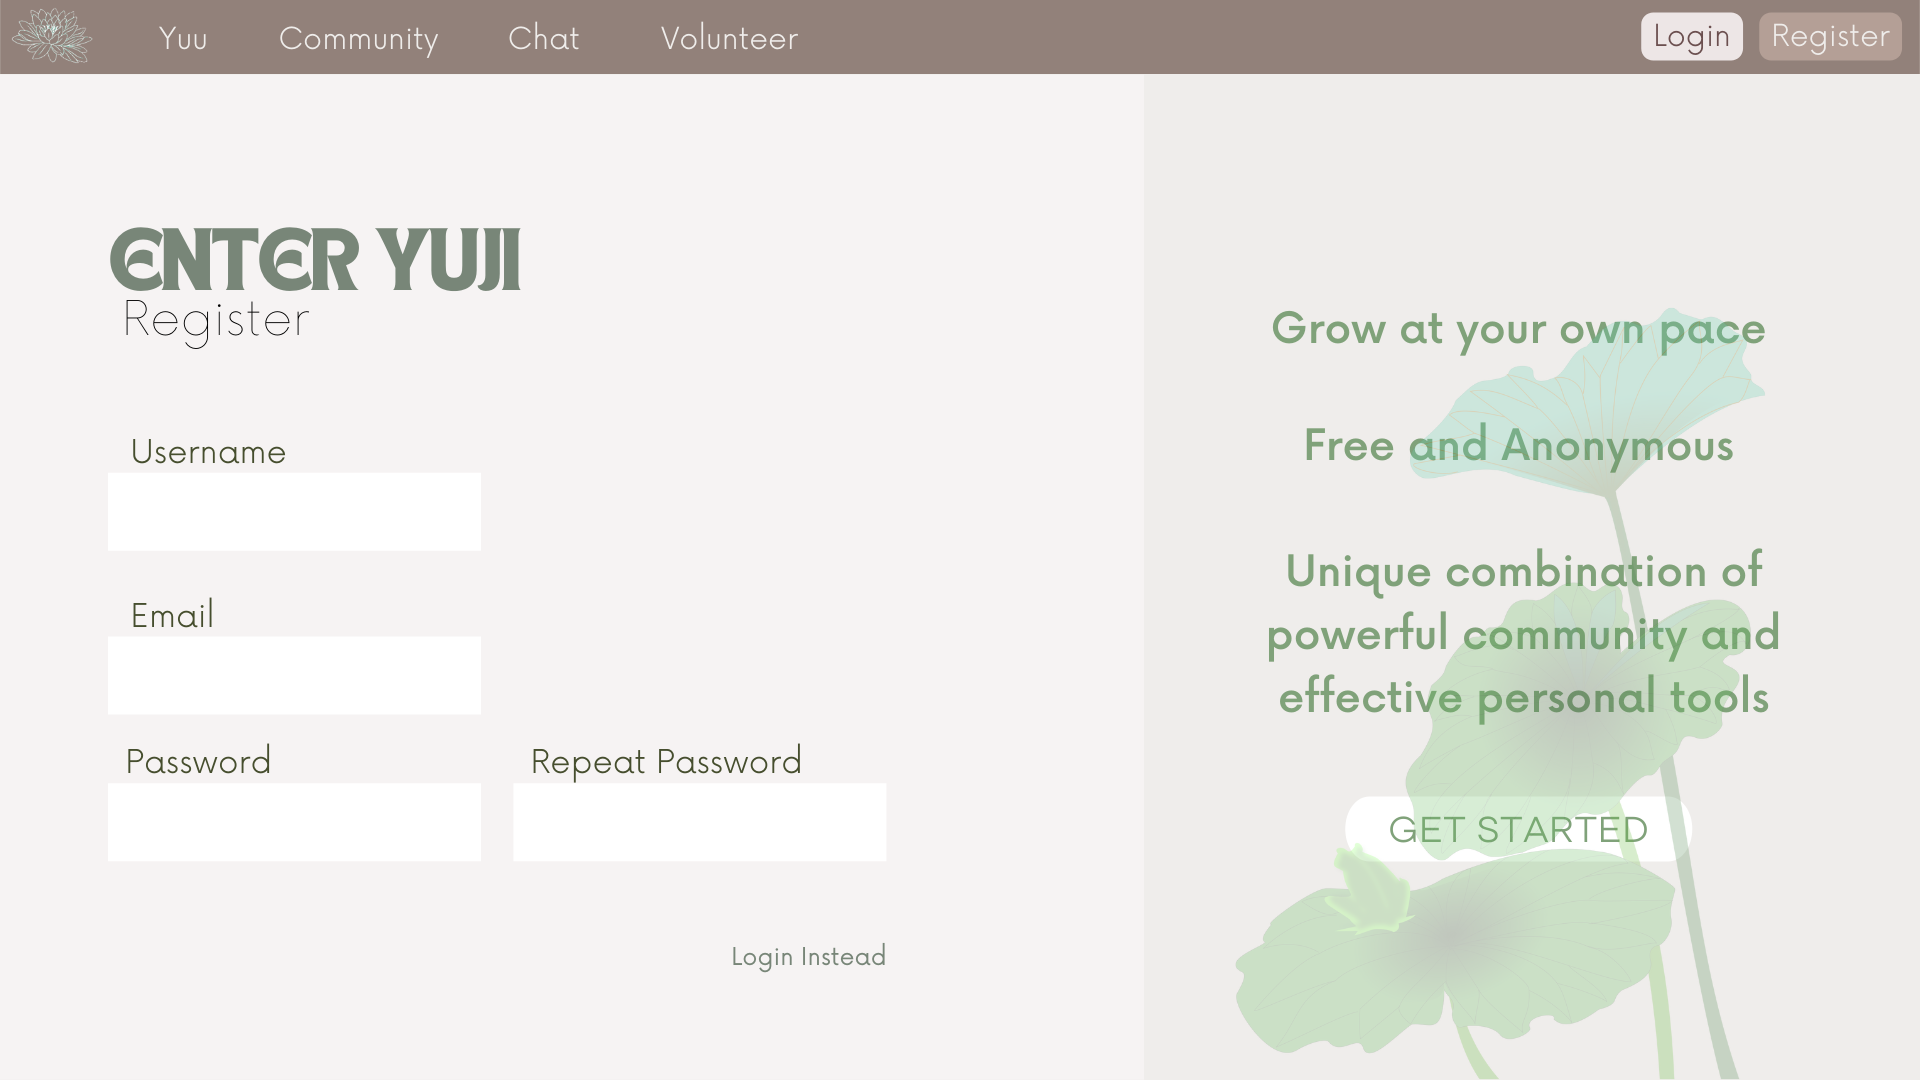 Yuu
Community
Chat
Volunteer
Login
Register
ENTER YUJI
Register
Username
Email
Password
Repeat Password
Login Instead
Grow at your own pace
Free and Anonymous
Unique combination of
powerful community and
effective personal tools
GET STARTED